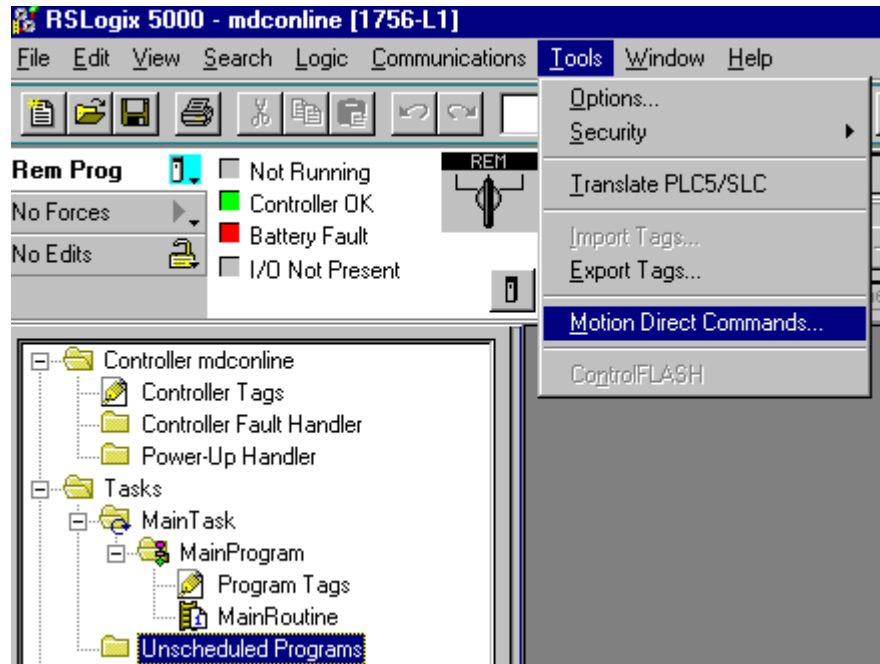 RSLogix 5000 - mdconline [1756-L1]
File Edit View Search Logic Communications Tools Window Help
Options...
Security
Translate PLC5/SLC
Import Tags...
Export Tags...
Motion Direct Commands...
ControlFLASH
Rem Prog
No Forces
No Edits
Not Running
Controller OK
Battery Fault
I/O Not Present
REM
Controller mdconline
Controller Tags
Controller Fault Handler
Power-Up Handler
Tasks
MainTask
MainProgram
Program Tags
MainRoutine
Unscheduled Programs